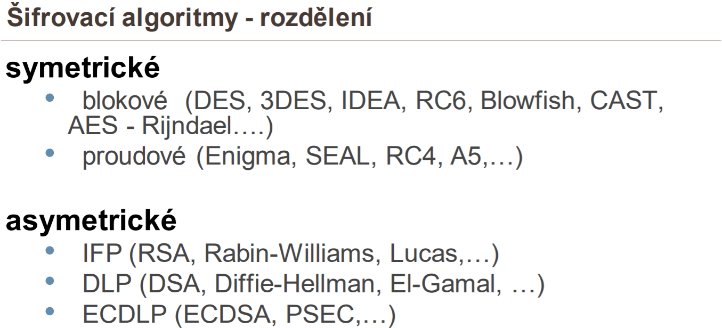 Šifrovací algoritmy - rozdělení
symetrické
• blokové (DES, 3DES, IDEA, RC6, Blowfish, CAST,
AES - Rijndael….)
• proudové (Enigma, SEAL, RC4, A5,…)
asymetrické
• IFP (RSA, Rabin-Williams, Lucas,…)
• DLP (DSA, Diffie-Hellman, El-Gamal, …)
• ECDLP (ECDSA, PSEC,…)